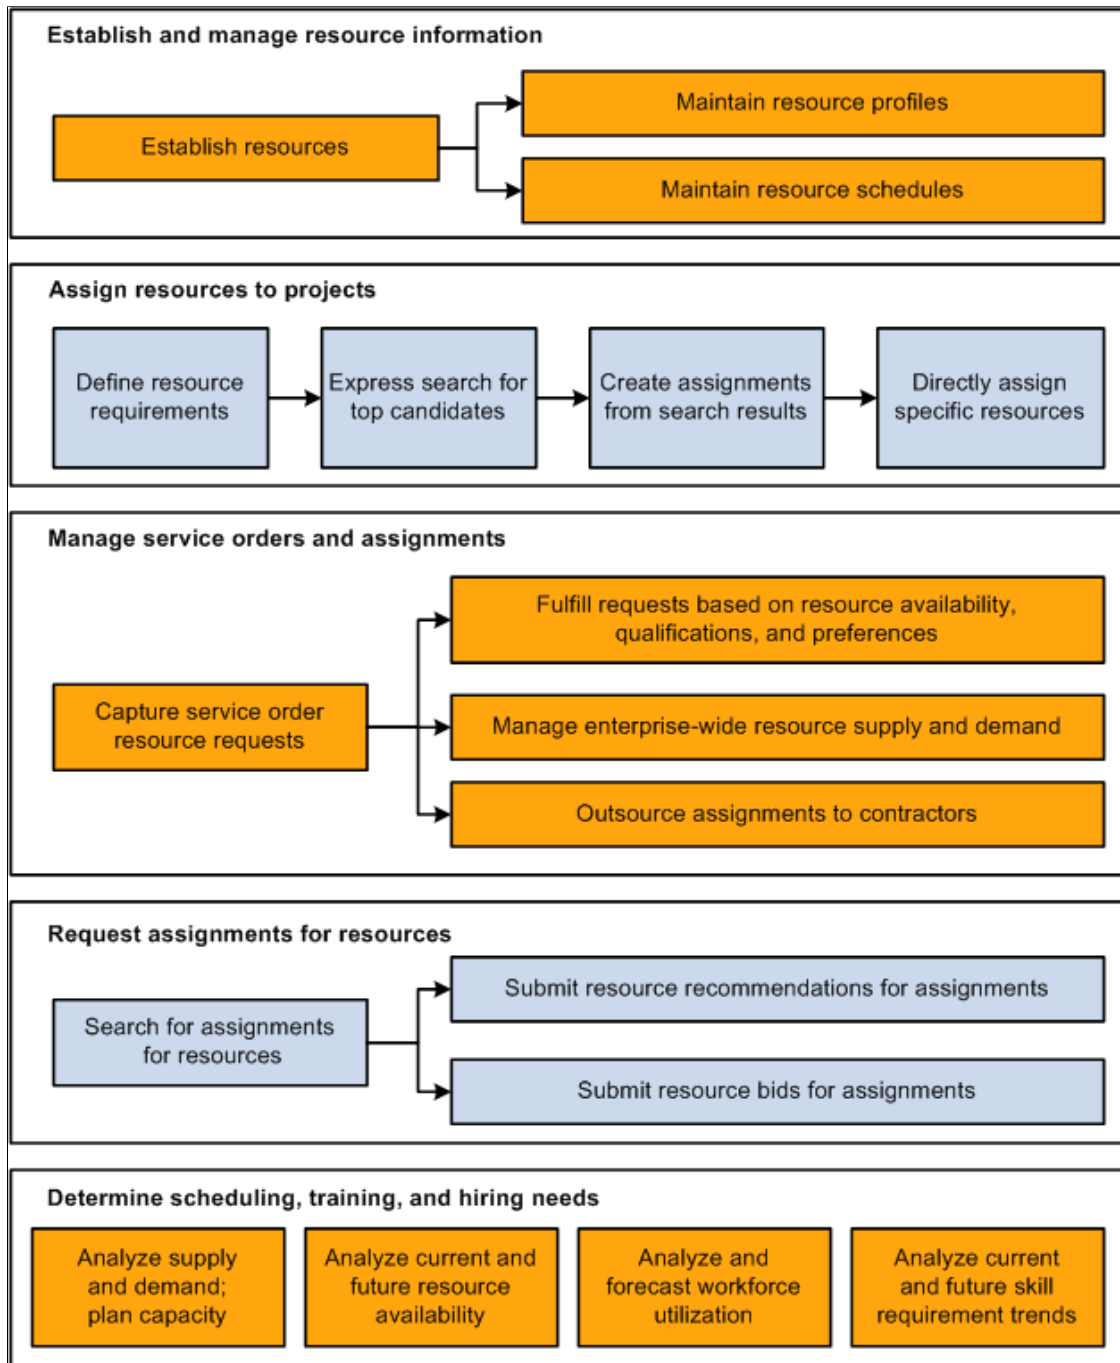 Establish and manage resource information
Maintain resource profiles
Establish resources
Maintain resource schedules
Assign resources to projects
Define resource
requirements
Express search for
top candidates
Create assignments
from search results
Directly assign
specific resources
Manage service orders and assignments
Fulfill requests based on resource availability,
qualifications, and preferences
Capture service order
resource requests
Manage enterprise-wide resource supply and demand
Outsource assignments to contractors
Request assignments for resources
Submit resource recommendations for assignments
Search for assignments
for resources
Submit resource bids for assignments
Determine scheduling, training, and hiring needs
Analyze supply
and demand;
plan capacity
Analyze current and
future resource
availability
Analyze and
forecast workforce
utilization
Analyze current
and future skill
requirement trends